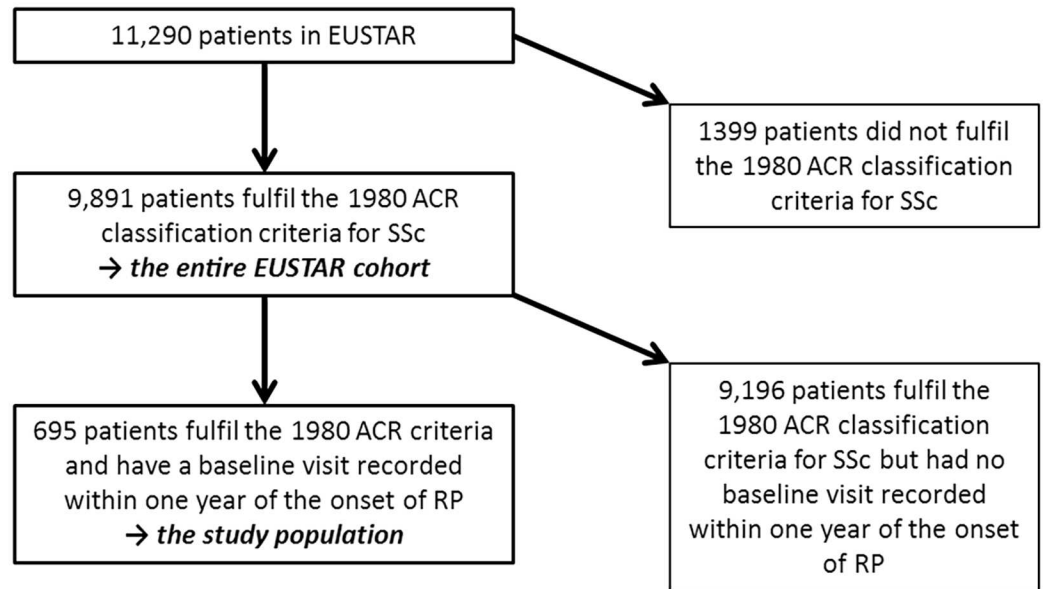 11,290 patients in EUSTAR
1399 patients did not fulfil
the 1980 ACR classification
criteria for SSc
9,891 patients fulfil the 1980 ACR
classification criteria for SSc
→ the entire EUSTAR cohort
9,196 patients fulfil the
1980 ACR classification
criteria for SSc but had no
baseline visit recorded
within one year of the onset
of RP
695 patients fulfil the 1980 ACR criteria
and have a baseline visit recorded
within one year of the onset of RP
→ the study population